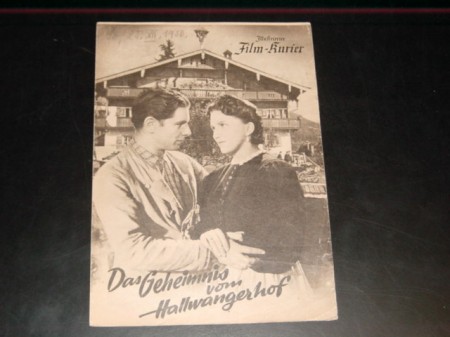 Illustrierter
Film-Kurier
Das Geheimnis
vom
Hallwangerhof